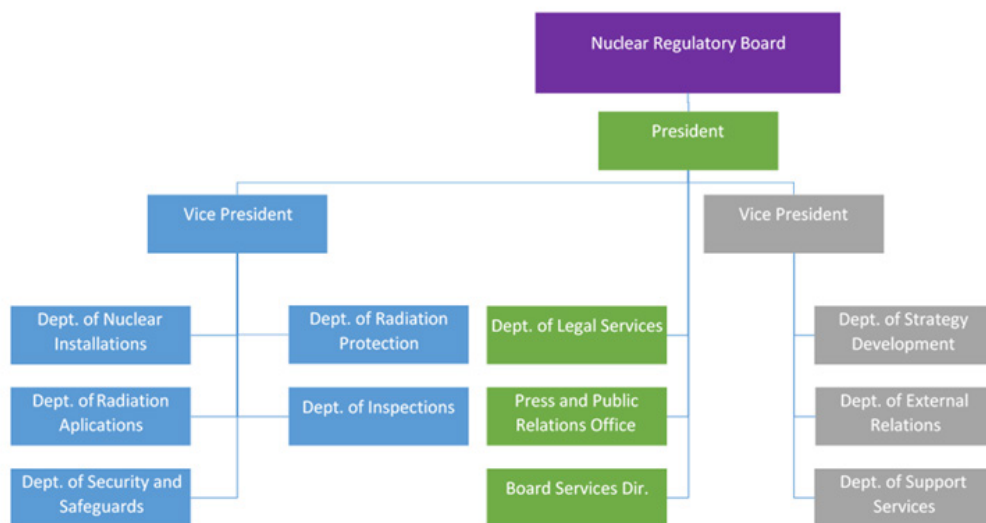 Nuclear Regulatory Board
President
Vice President
Vice President
Dept. of Nuclear
Installations
Dept. of Radiation
Protection
Dept. of Legal Services
Dept. of Strategy
Development
Dept. of Radiation
Aplications
Dept. of Inspections
Press and Public
Relations Office
Dept. of External
Relations
Dept. of Security and
Safeguards
Board Services Dir.
Dept. of Support
Services